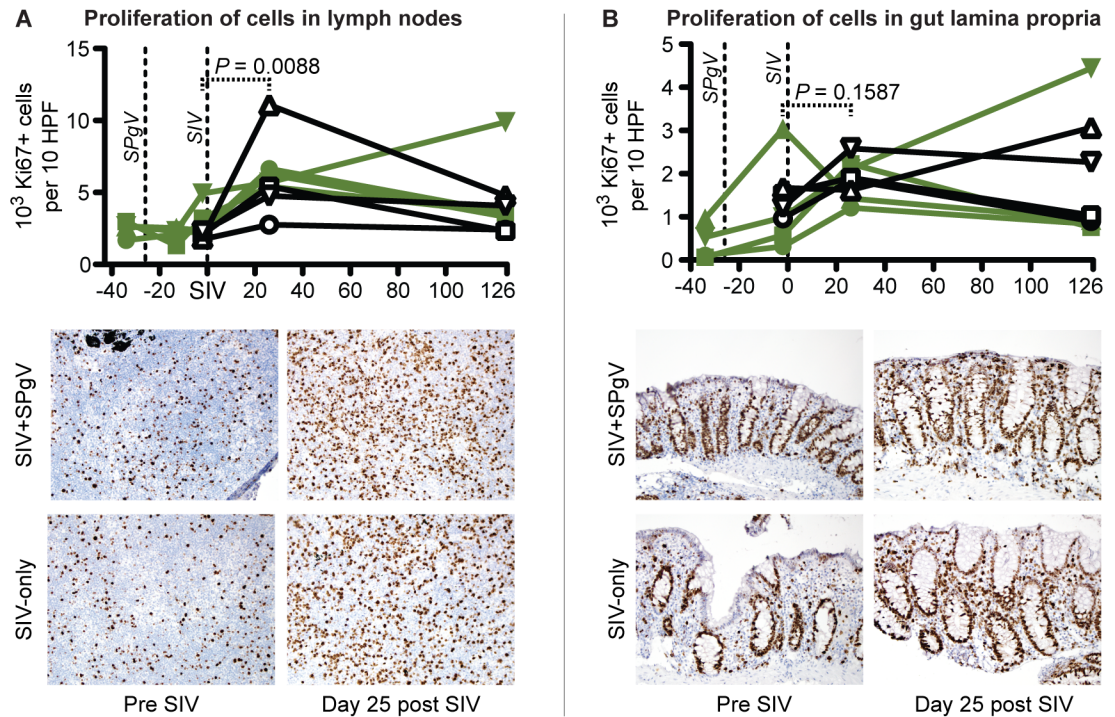 A Proliferation of cells in lymph nodes
10³ Ki67+ cells
per 10 HPF
15
10
5
0
SPgV
SIV
P = 0.0088
-40 -20 SIV 20 40 60 80 100 126
SIV+SPgV
SIV-only
Pre SIV Day 25 post SIV
B Proliferation of cells in gut lamina propria
10³ Ki67+ cells
per 10 HPF
5
4
3
2
1
0
SPgV
SIV
P = 0.1587
-40 -20 0 20 40 60 80 100 126
SIV+SPgV
SIV-only
Pre SIV Day 25 post SIV